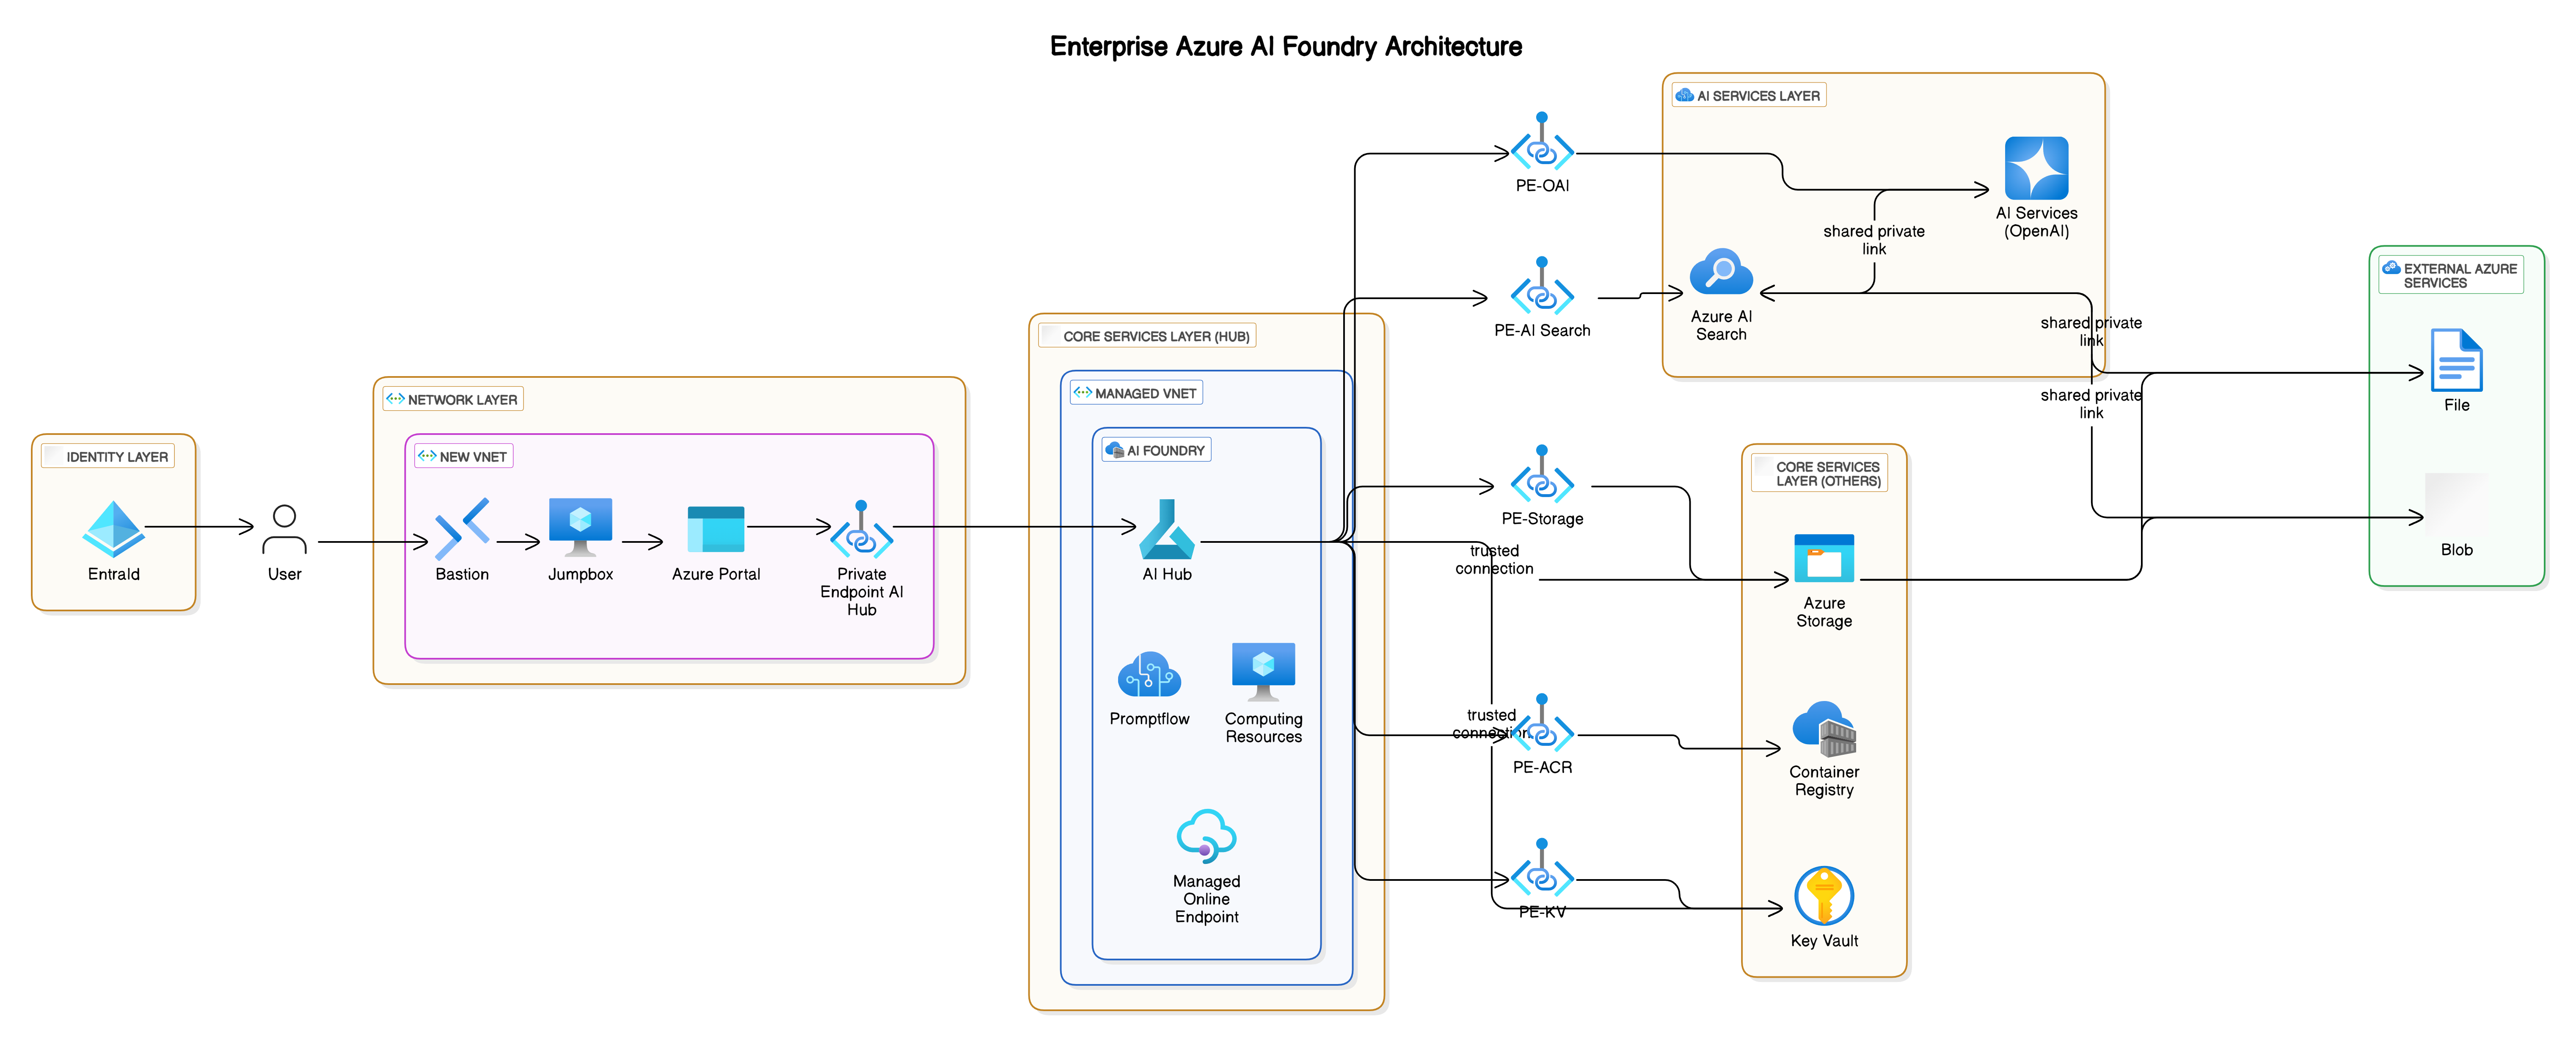 Enterprise Azure AI Foundry Architecture
IDENTITY LAYER
EntraId
User
NETWORK LAYER
NEW VNET
Bastion
Jumpbox
Azure Portal
Private
Endpoint AI
Hub
CORE SERVICES LAYER (HUB)
MANAGED VNET
AI FOUNDRY
AI Hub
Promptflow
Computing
Resources
Managed
Online
Endpoint
PE-OAI
PE-AI Search
PE-Storage
trusted
connection
trusted
connection
PE-ACR
PE-KV
AI SERVICES LAYER
AI Services
(OpenAI)
shared private
link
Azure AI
Search
shared private
link
shared private
link
CORE SERVICES
LAYER (OTHERS)
Azure
Storage
Container
Registry
Key Vault
EXTERNAL AZURE
SERVICES
File
Blob